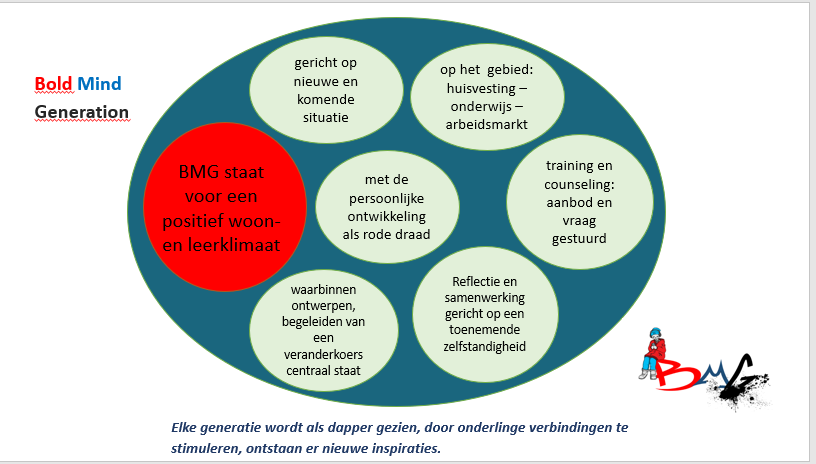 Bold Mind
Generation
gericht op
nieuwe en
komende
situatie
op het gebied:
huisvesting –
onderwijs –
arbeidsmarkt
BMG staat
voor een
positief woon-
en leerklimaat
met de
persoonlijke
ontwikkeling
als rode draad
training en
counseling:
aanbod en
vraag
gestuurd
waarbinnen
ontwerpen,
begeleiden van
een
veranderkoers
centraal staat
Reflectie en
samenwerking
gericht op een
toenemende
zelfstandigheid
BMG
Elke generatie wordt als dapper gezien, door onderlinge verbindingen te
stimuleren, ontstaan er nieuwe inspiraties.